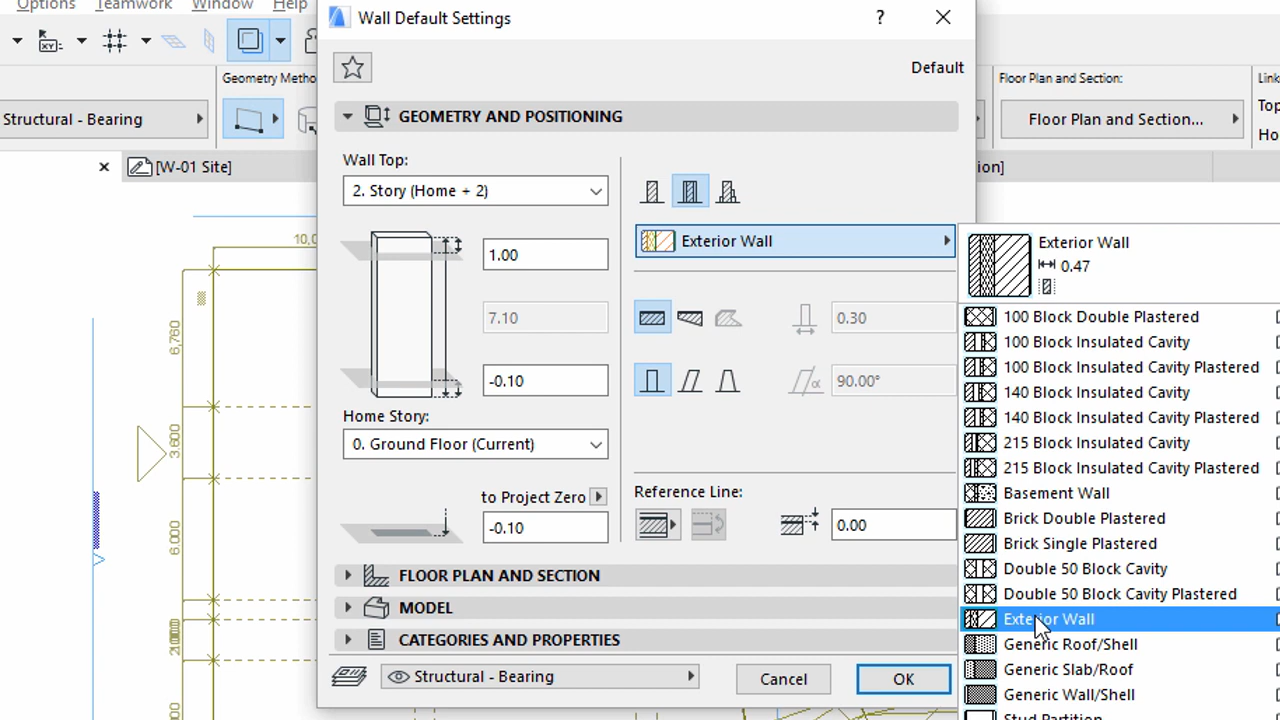 Options Teamwork Window Help
Wall Default Settings
?
Default
Geometry Metho
Floor Plan and Section:
Link
Top
Ho
Structural - Bearing
Floor Plan and Section...
[W-01 Site]
ion]
GEOMETRY AND POSITIONING
Wall Top:
2. Story (Home + 2)
1.00
7.10
-0.10
Home Story:
0. Ground Floor (Current)
to Project Zero
-0.10
Exterior Wall
0.30
α
90.00°
Reference Line:
0.00
FLOOR PLAN AND SECTION
MODEL
CATEGORIES AND PROPERTIES
Structural - Bearing
Cancel
OK
Exterior Wall
0.47
100 Block Double Plastered
100 Block Insulated Cavity
100 Block Insulated Cavity Plastered
140 Block Insulated Cavity
140 Block Insulated Cavity Plastered
215 Block Insulated Cavity
215 Block Insulated Cavity Plastered
Basement Wall
Brick Double Plastered
Brick Single Plastered
Double 50 Block Cavity
Double 50 Block Cavity Plastered
Exterior Wall
Generic Roof/Shell
Generic Slab/Roof
Generic Wall/Shell
Stud Partition
10,0
6,760
3.600
6.000
XY